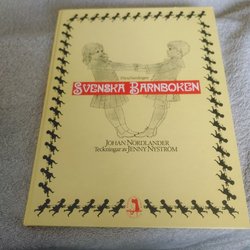 SVENSKA BARNBOKEN
JOHAN NORDLANDER
Teckningar av JENNY NYSTRÖM